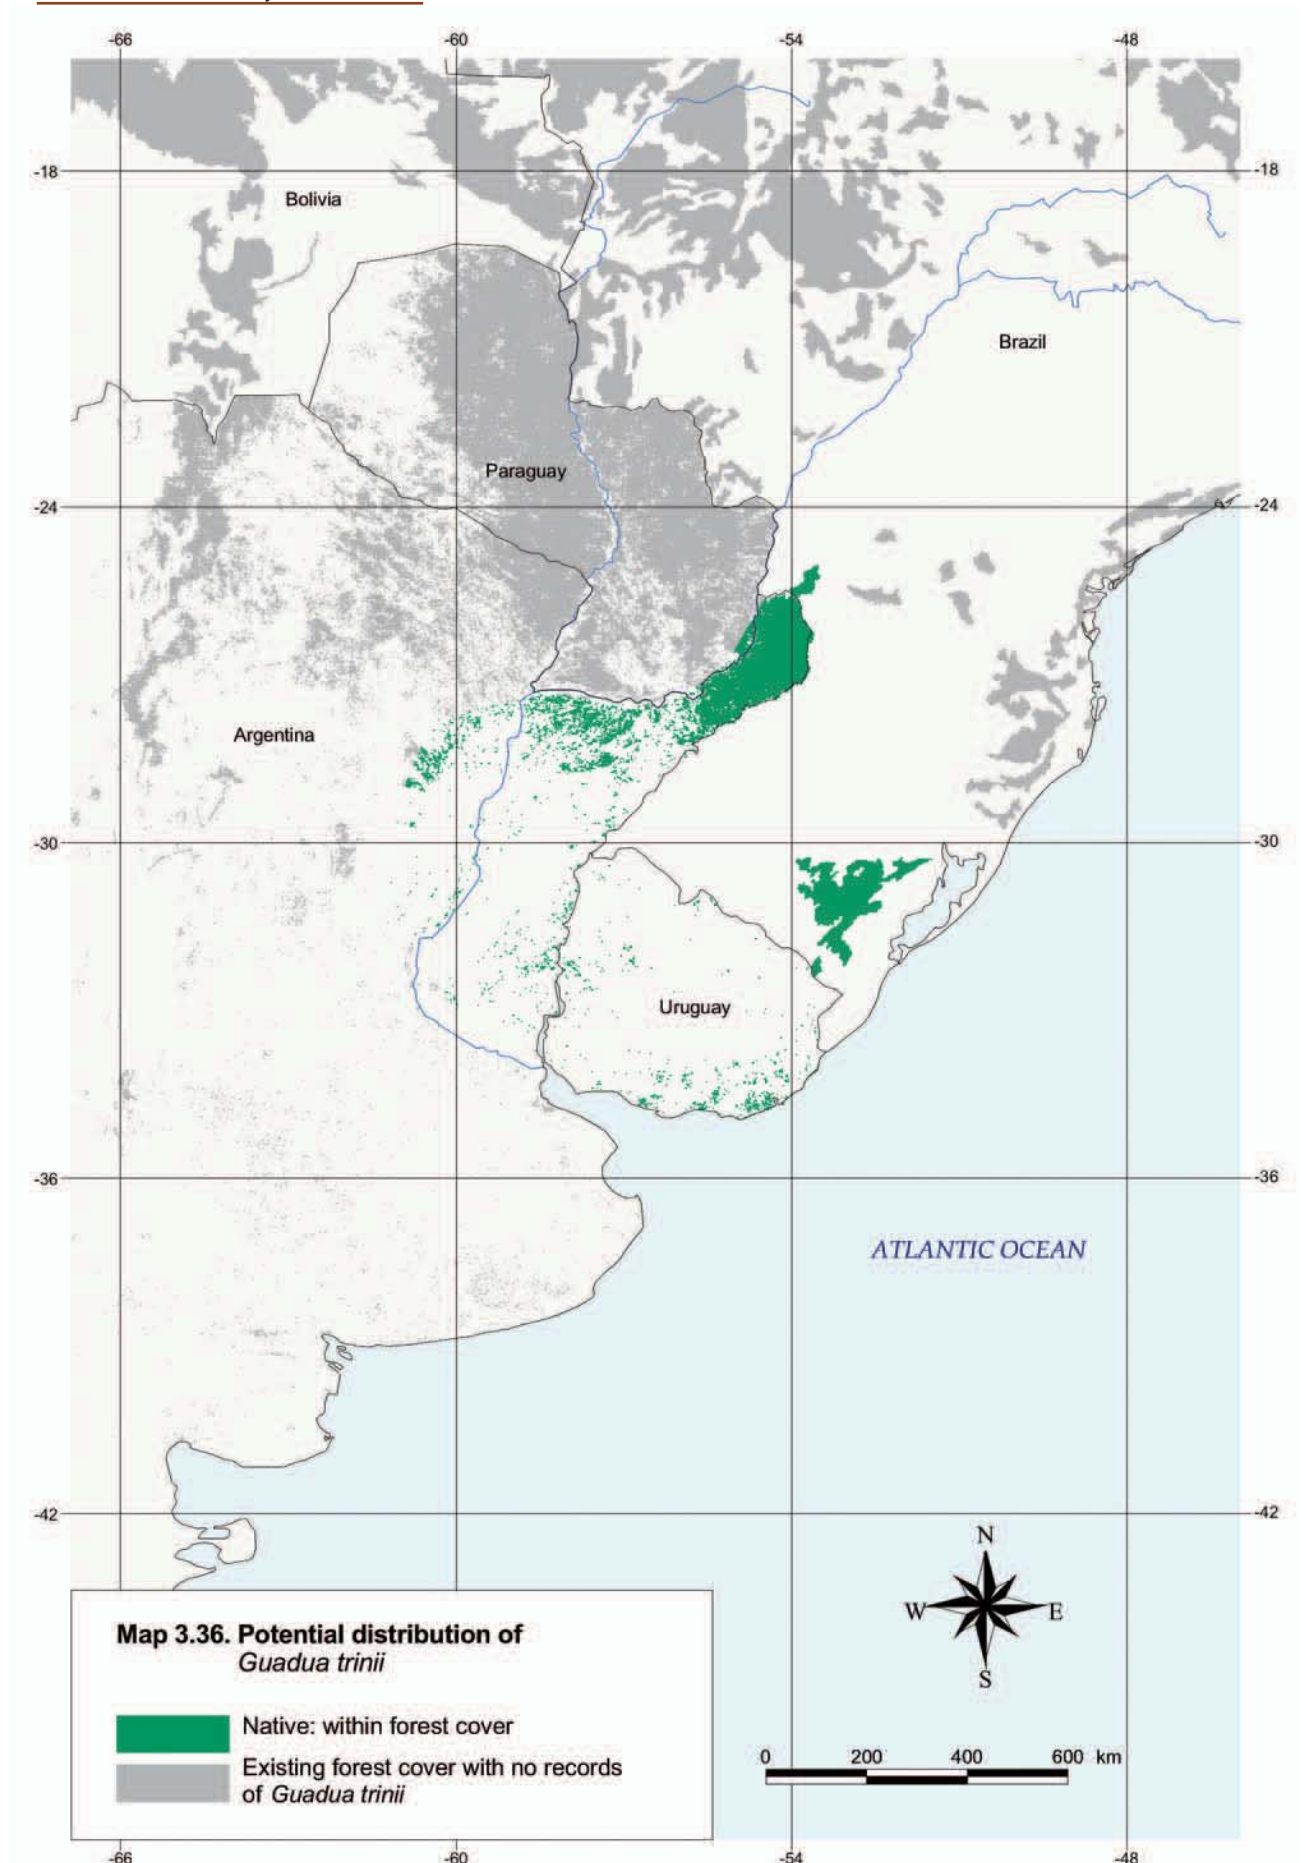 -66 -60 -54 -48
-18 -18
Bolivia
Brazil
Paraguay
-24 -24
Argentina
-30 -30
Uruguay
-36 -36
ATLANTIC OCEAN
-42 -42
N
W E
S
Map 3.36. Potential distribution of
Guadua trinii
Native: within forest cover
Existing forest cover with no records
of Guadua trinii
0 200 400 600 km
-66 -60 -54 -48